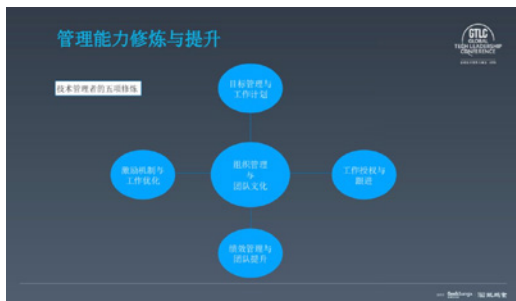 管理能力修炼与提升
GTLC
GLOBAL
TECH LEADERSHIP
CONFERENCE
技术管理者的五项修炼
目标管理与
工作计划
激励机制与
工作优化
组织管理
与
团队文化
工作授权与
跟进
绩效管理与
团队提升